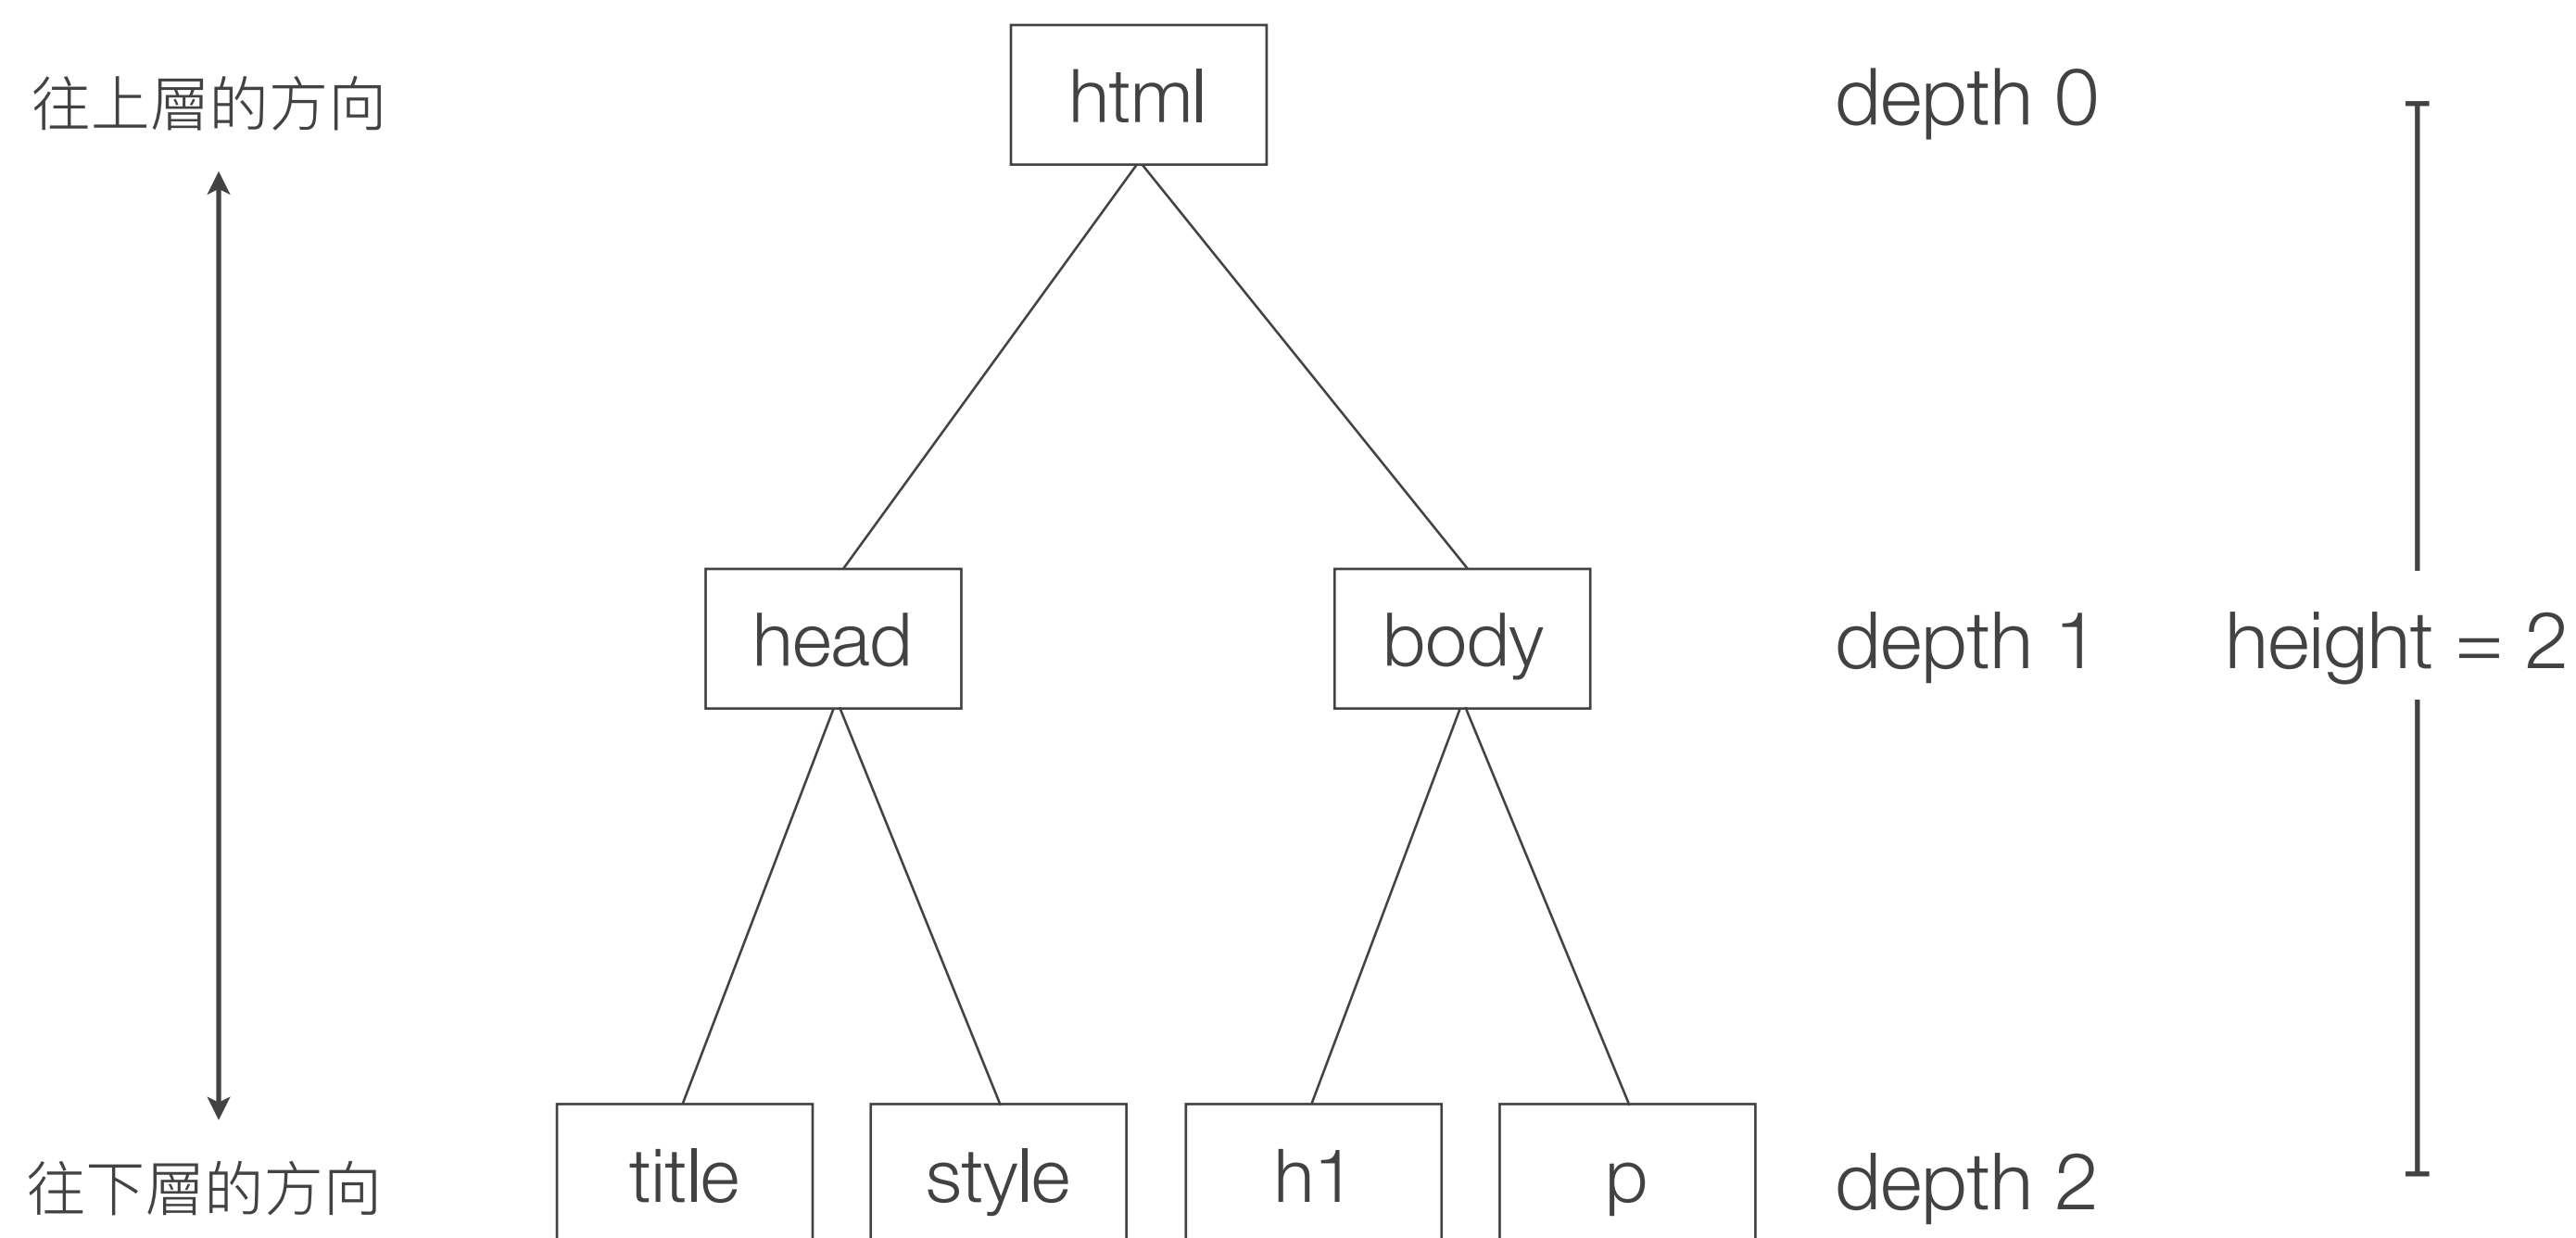 往上層的方向
html
depth 0
head
body
depth 1
height = 2
往下層的方向
title
style
h1
p
depth 2